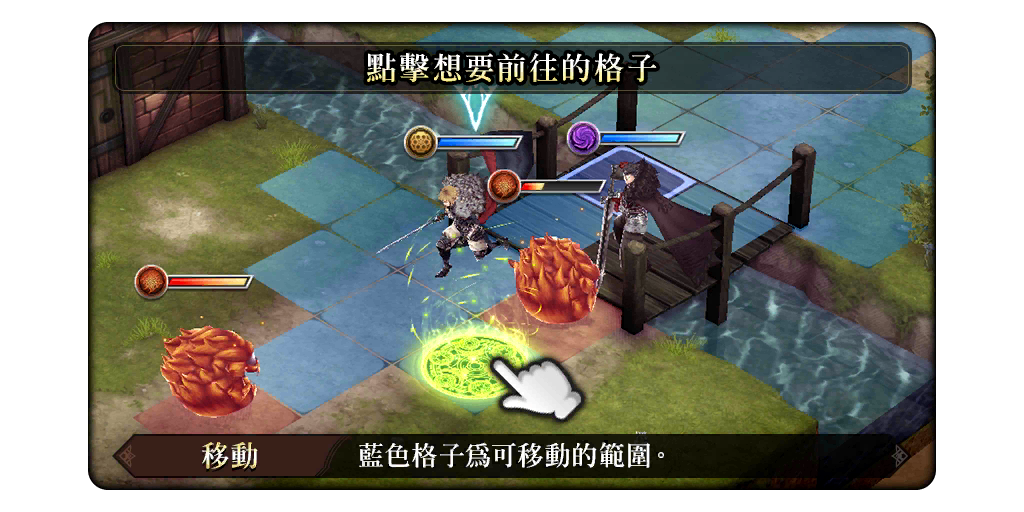 點擊想要前往的格子
移動
藍色格子爲可移動的範圍。